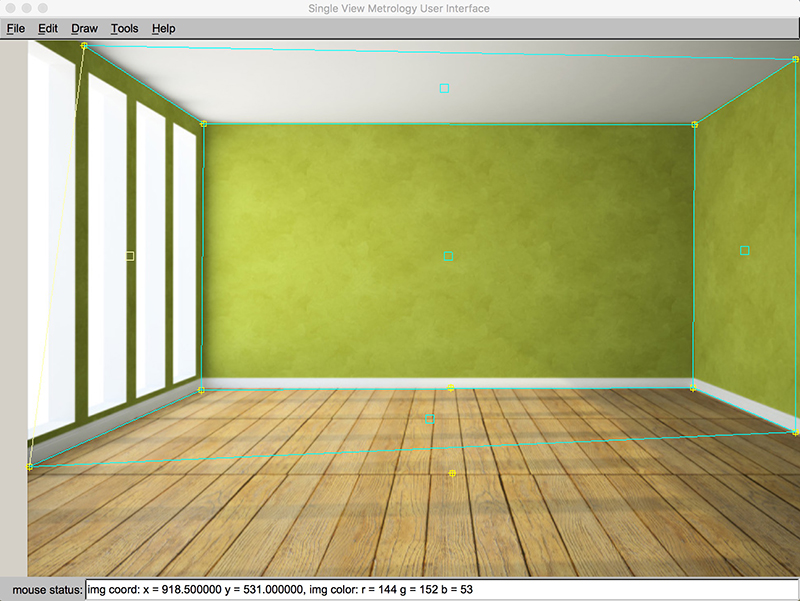 Single View Metrology User Interface
File Edit Draw Tools Help
mouse status: img coord: x = 918.500000 y = 531.000000, img color: r = 144 g = 152 b = 53